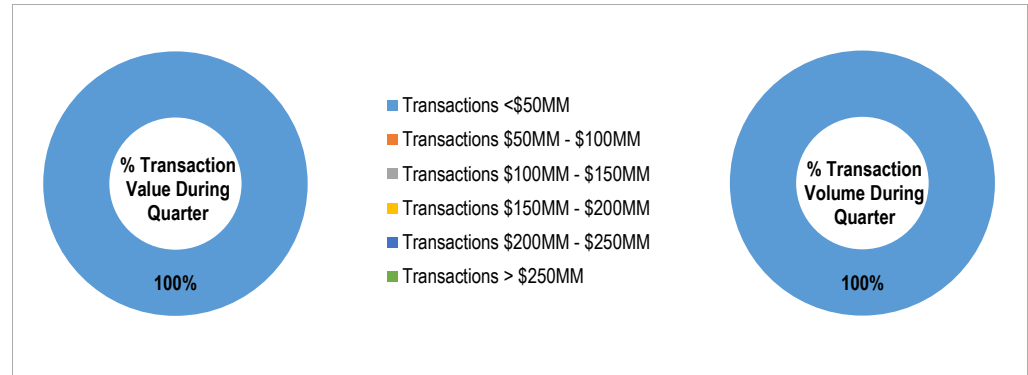 % Transaction
Value During
Quarter
100%
Transactions <$50MM
Transactions $50MM - $100MM
Transactions $100MM - $150MM
Transactions $150MM - $200MM
Transactions $200MM - $250MM
Transactions > $250MM
% Transaction
Volume During
Quarter
100%